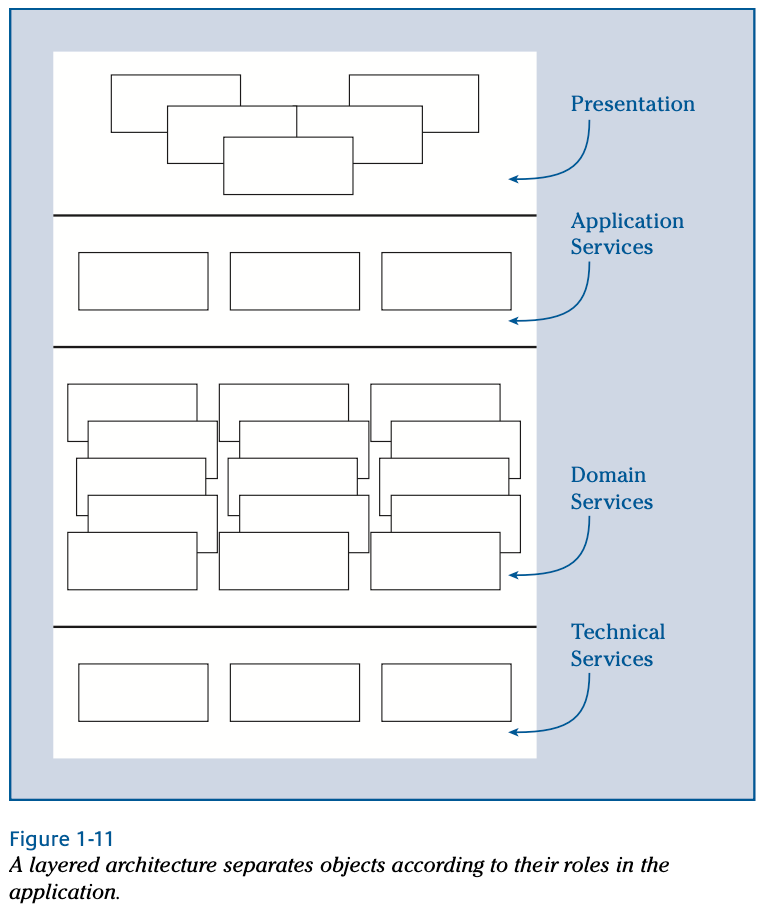 Presentation
Application
Services
Domain
Services
Technical
Services
Figure 1-11
A layered architecture separates objects according to their roles in the
application.